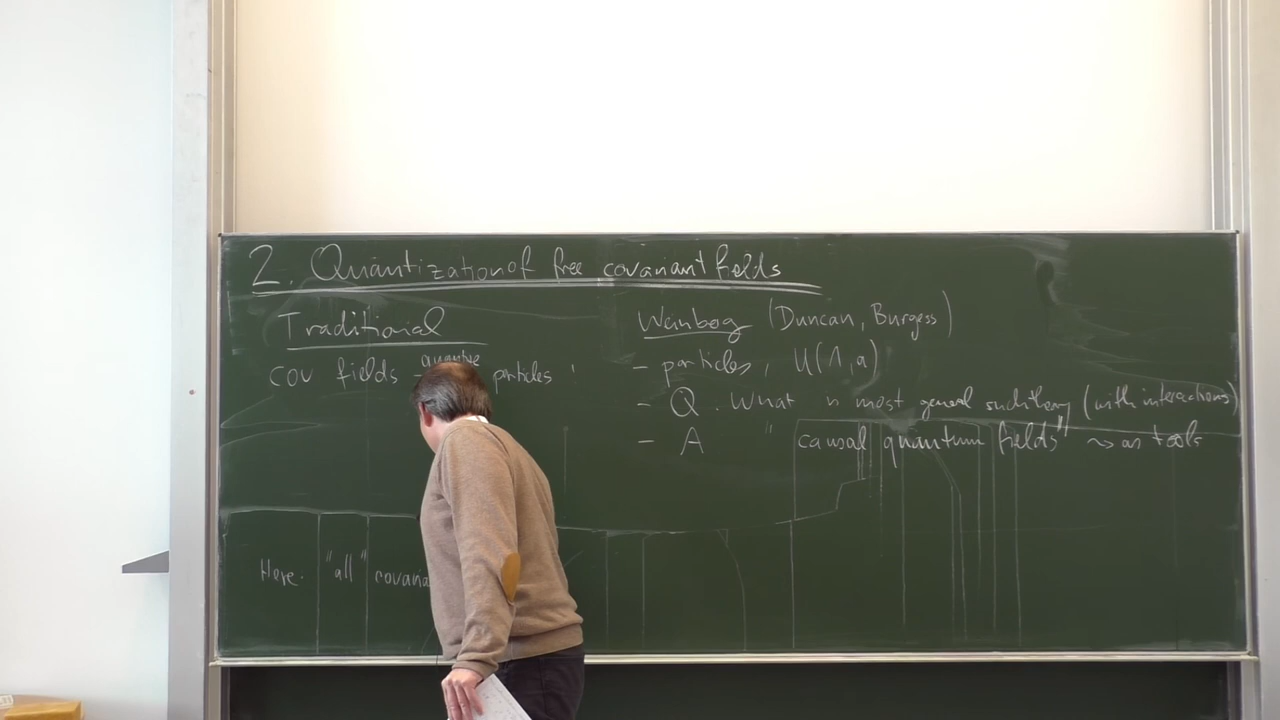 2. Quantization of free covariant fields
Traditional
cov fields quantize particles
Weinberg (Duncan, Burgess)
- particles, U(Λ,a)
- Q. What is most general such theory (with interactions)
- A "causal quantum fields" ⇝ as tools
Here: "all"